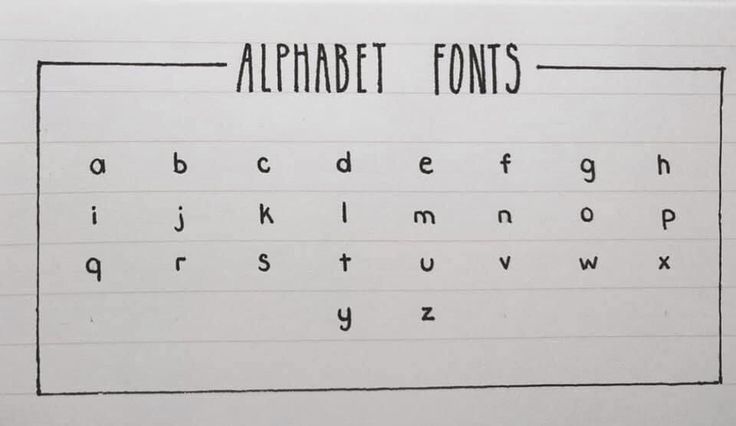 ALPHABET FONTS
a b c d e f g h
i j k l m n o p
q r s t u v w x
y z